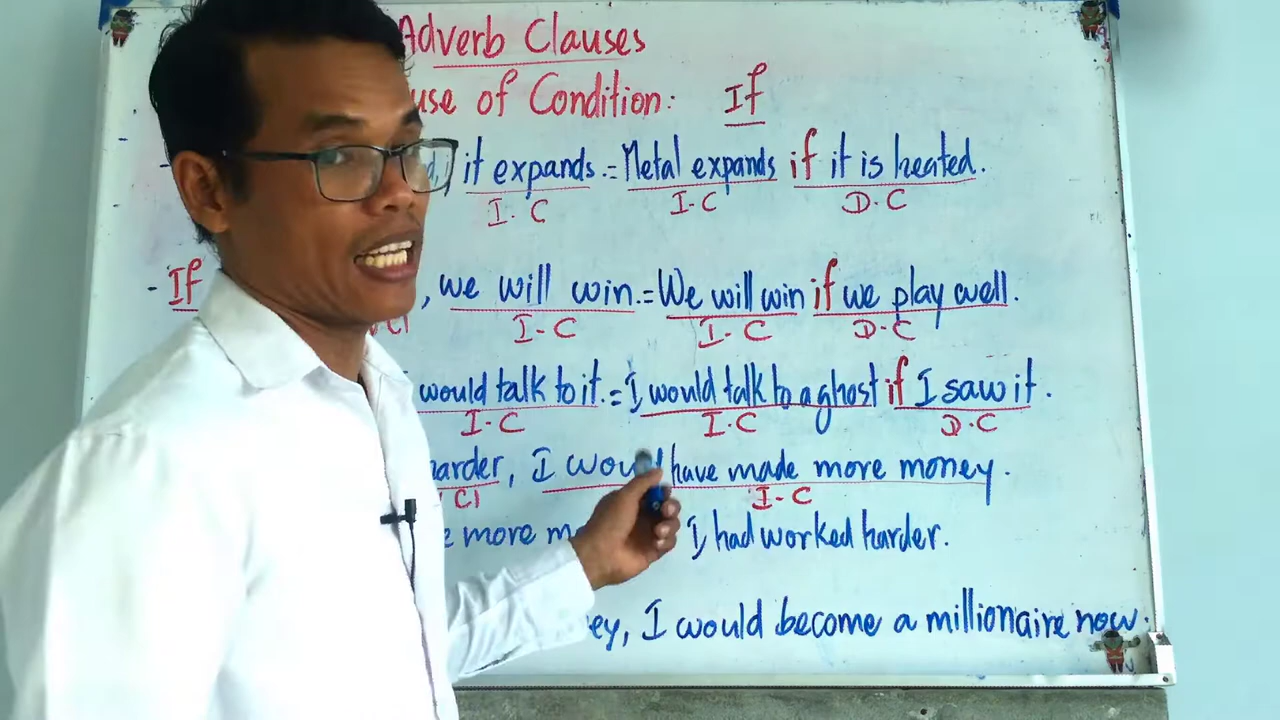 Adverb Clauses
use of Condition: If
d, it expands. = Metal expands if it is heated.
I. C I-C D.C
- If , we will win. = We will win if we play well.
I-C I-C D-C
would talk to it. = I would talk to a ghost if I saw it.
I-C I.C D.C
harder, I would have made more money.
I-C
e more m I had worked harder.
ey, I would become a millionaire now.